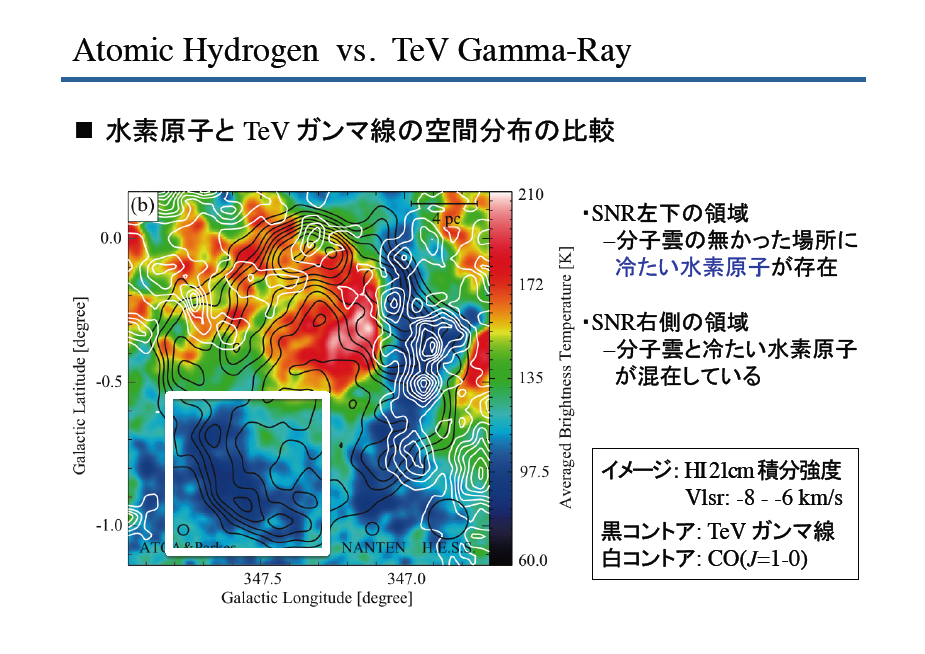 Atomic Hydrogen vs. TeV Gamma-Ray
■ 水素原子と TeV ガンマ線の空間分布の比較
(b)
4 pc
210
172
135
97.5
60.0
Averaged Brightness Temperature [K]
0.0
-0.5
-1.0
Galactic Latitude [degree]
ATCA&Parkes
NANTEN
H.E.S.S.
347.5
347.0
Galactic Longitude [degree]
・SNR左下の領域
–分子雲の無かった場所に
冷たい水素原子が存在
・SNR右側の領域
–分子雲と冷たい水素原子
が混在している
イメージ: HI 21cm 積分強度
Vlsr: -8 - -6 km/s
黒コントア: TeV ガンマ線
白コントア: CO(J=1-0)